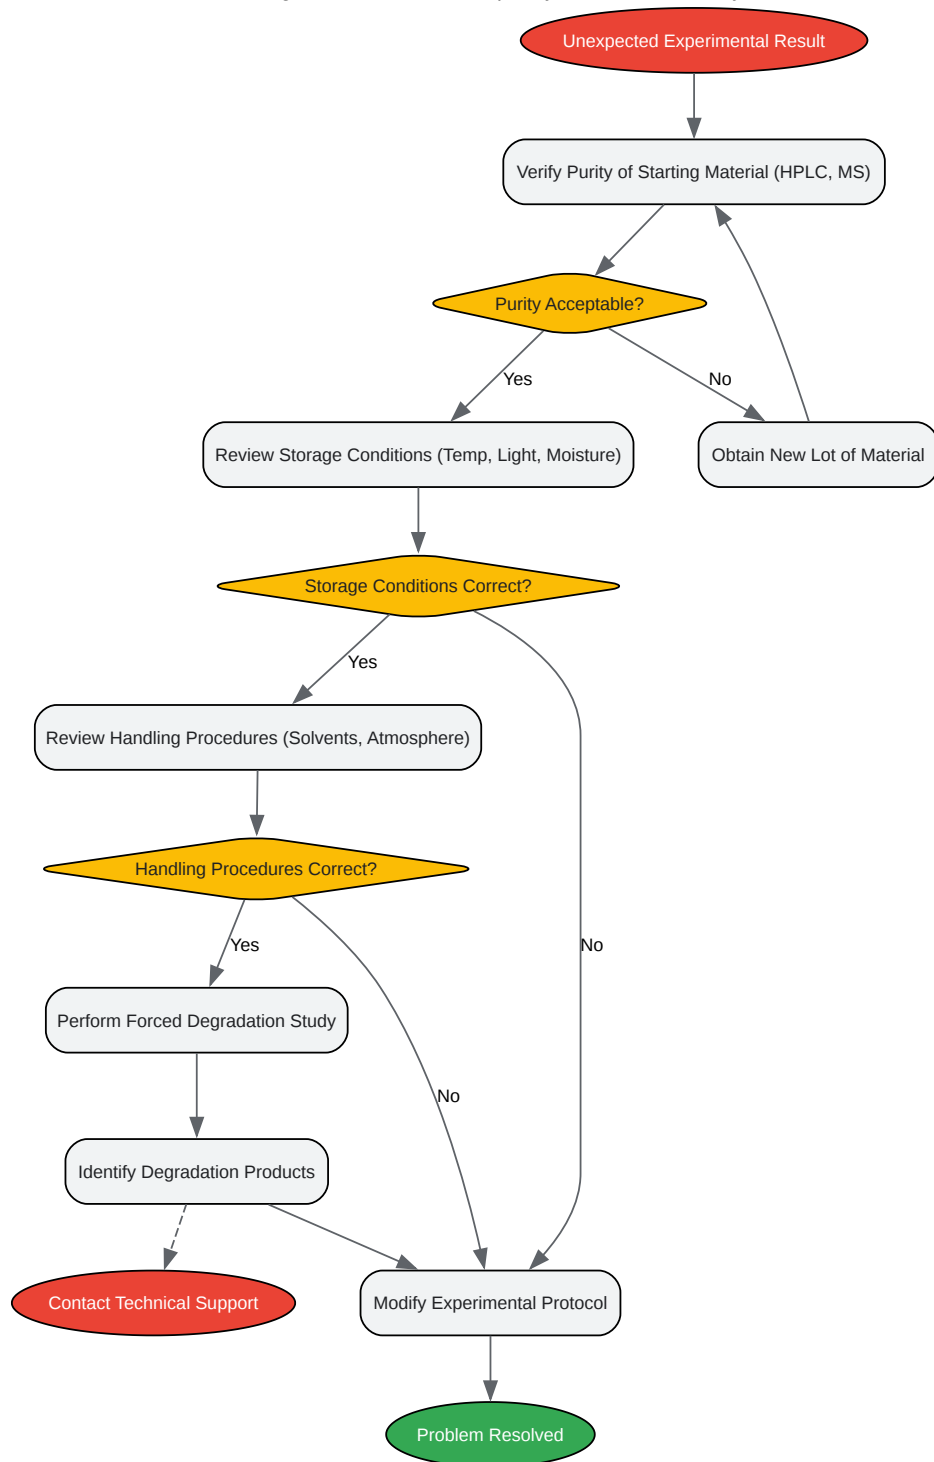 Unexpected Experimental Result
Verify Purity of Starting Material (HPLC, MS)
Purity Acceptable?
Yes
No
Review Storage Conditions (Temp, Light, Moisture)
Obtain New Lot of Material
Storage Conditions Correct?
Yes
Review Handling Procedures (Solvents, Atmosphere)
Handling Procedures Correct?
Yes
No
Perform Forced Degradation Study
No
Identify Degradation Products
Contact Technical Support
Modify Experimental Protocol
Problem Resolved